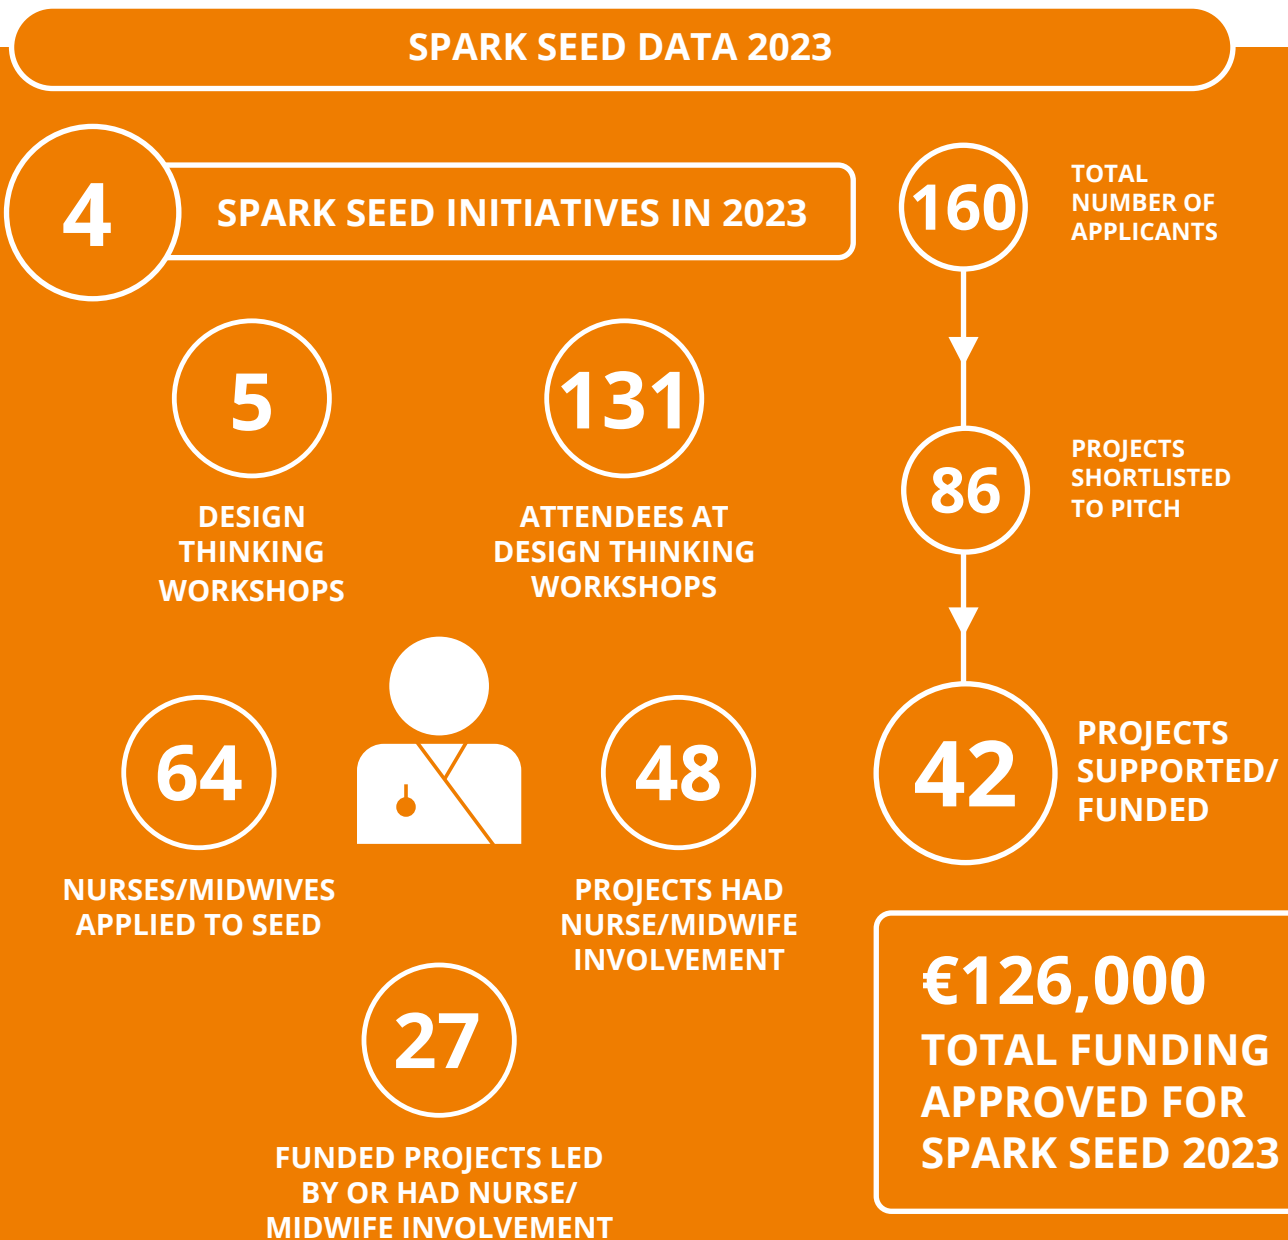 SPARK SEED DATA 2023
4
SPARK SEED INITIATIVES IN 2023
5
DESIGN
THINKING
WORKSHOPS
131
ATTENDEES AT
DESIGN THINKING
WORKSHOPS
64
NURSES/MIDWIVES
APPLIED TO SEED
48
PROJECTS HAD
NURSE/MIDWIFE
INVOLVEMENT
27
FUNDED PROJECTS LED
BY OR HAD NURSE/
MIDWIFE INVOLVEMENT
160
TOTAL
NUMBER OF
APPLICANTS
86
PROJECTS
SHORTLISTED
TO PITCH
42
PROJECTS
SUPPORTED/
FUNDED
€126,000
TOTAL FUNDING
APPROVED FOR
SPARK SEED 2023